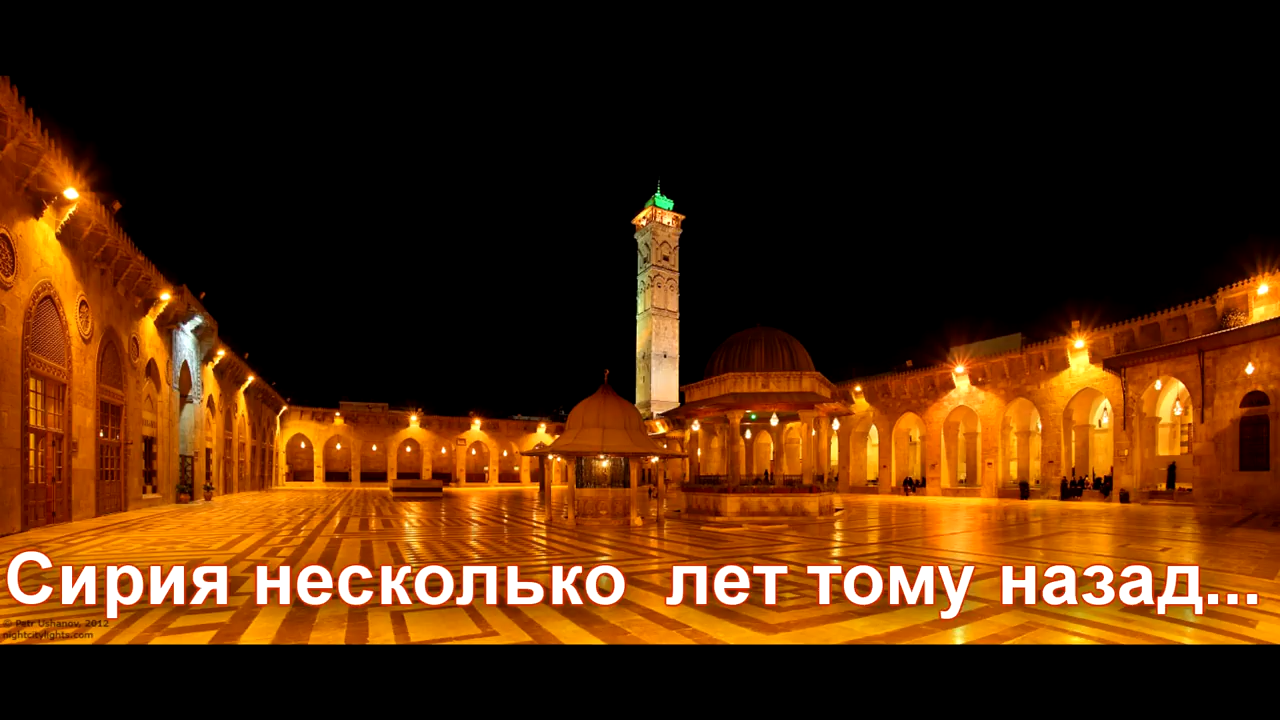 Сирия несколько  лет тому назад...
© Petr Ushanov, 2012
nightcitylights.com